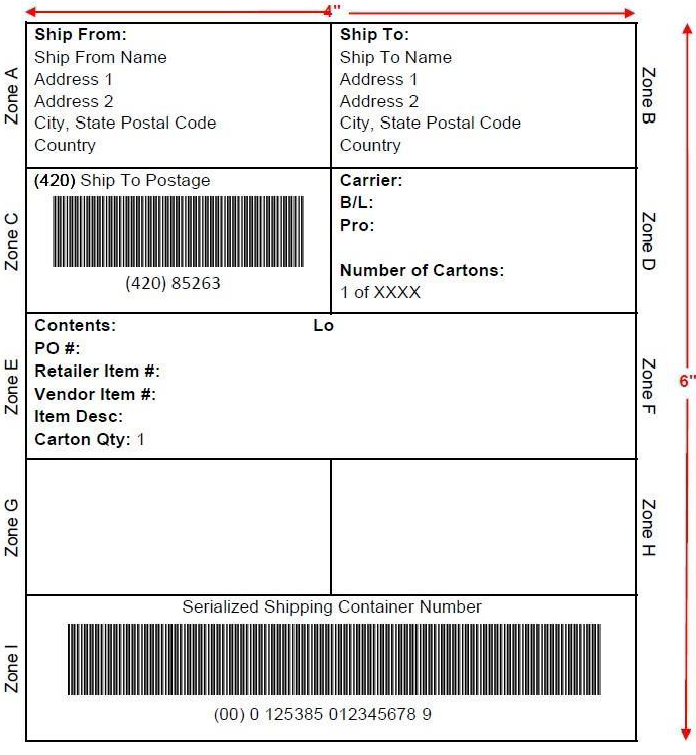 4"
Zone A
Ship From:
Ship From Name
Address 1
Address 2
City, State Postal Code
Country
Ship To:
Ship To Name
Address 1
Address 2
City, State Postal Code
Country
Zone B
Zone C
(420) Ship To Postage
(420) 85263
Carrier:
B/L:
Pro:
Number of Cartons:
1 of XXXX
Zone D
6"
Zone E
Contents: Lo
PO #:
Retailer Item #:
Vendor Item #:
Item Desc:
Carton Qty: 1
Zone F
Zone G
Zone H
Zone I
Serialized Shipping Container Number
(00) 0 125385 012345678 9